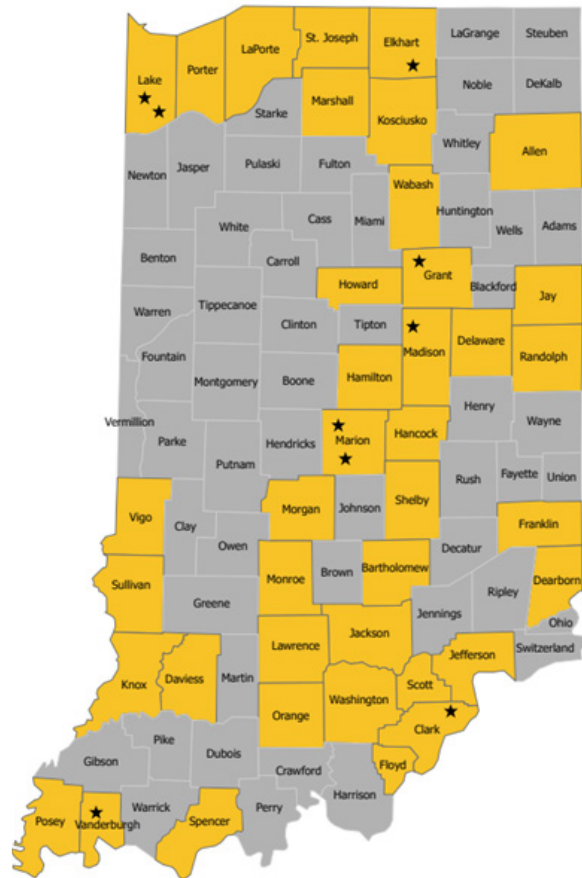 LaPorte
St. Joseph
Elkhart
LaGrange
Steuben
Lake
Porter
Noble
DeKalb
Marshall
Starke
Kosciusko
Whitley
Allen
Newton
Jasper
Pulaski
Fulton
Wabash
Huntington
Wells
Adams
White
Cass
Miami
Benton
Carroll
Howard
Grant
Blackford
Jay
Warren
Tippecanoe
Clinton
Tipton
Madison
Delaware
Randolph
Fountain
Montgomery
Boone
Hamilton
Henry
Wayne
Vermillion
Parke
Putnam
Hendricks
Marion
Hancock
Rush
Fayette
Union
Vigo
Clay
Owen
Morgan
Johnson
Shelby
Franklin
Decatur
Sullivan
Greene
Monroe
Brown
Bartholomew
Jennings
Ripley
Dearborn
Ohio
Switzerland
Knox
Daviess
Martin
Lawrence
Jackson
Jefferson
Scott
Washington
Orange
Clark
Floyd
Gibson
Pike
Dubois
Crawford
Harrison
Posey
Vanderburgh
Warrick
Spencer
Perry